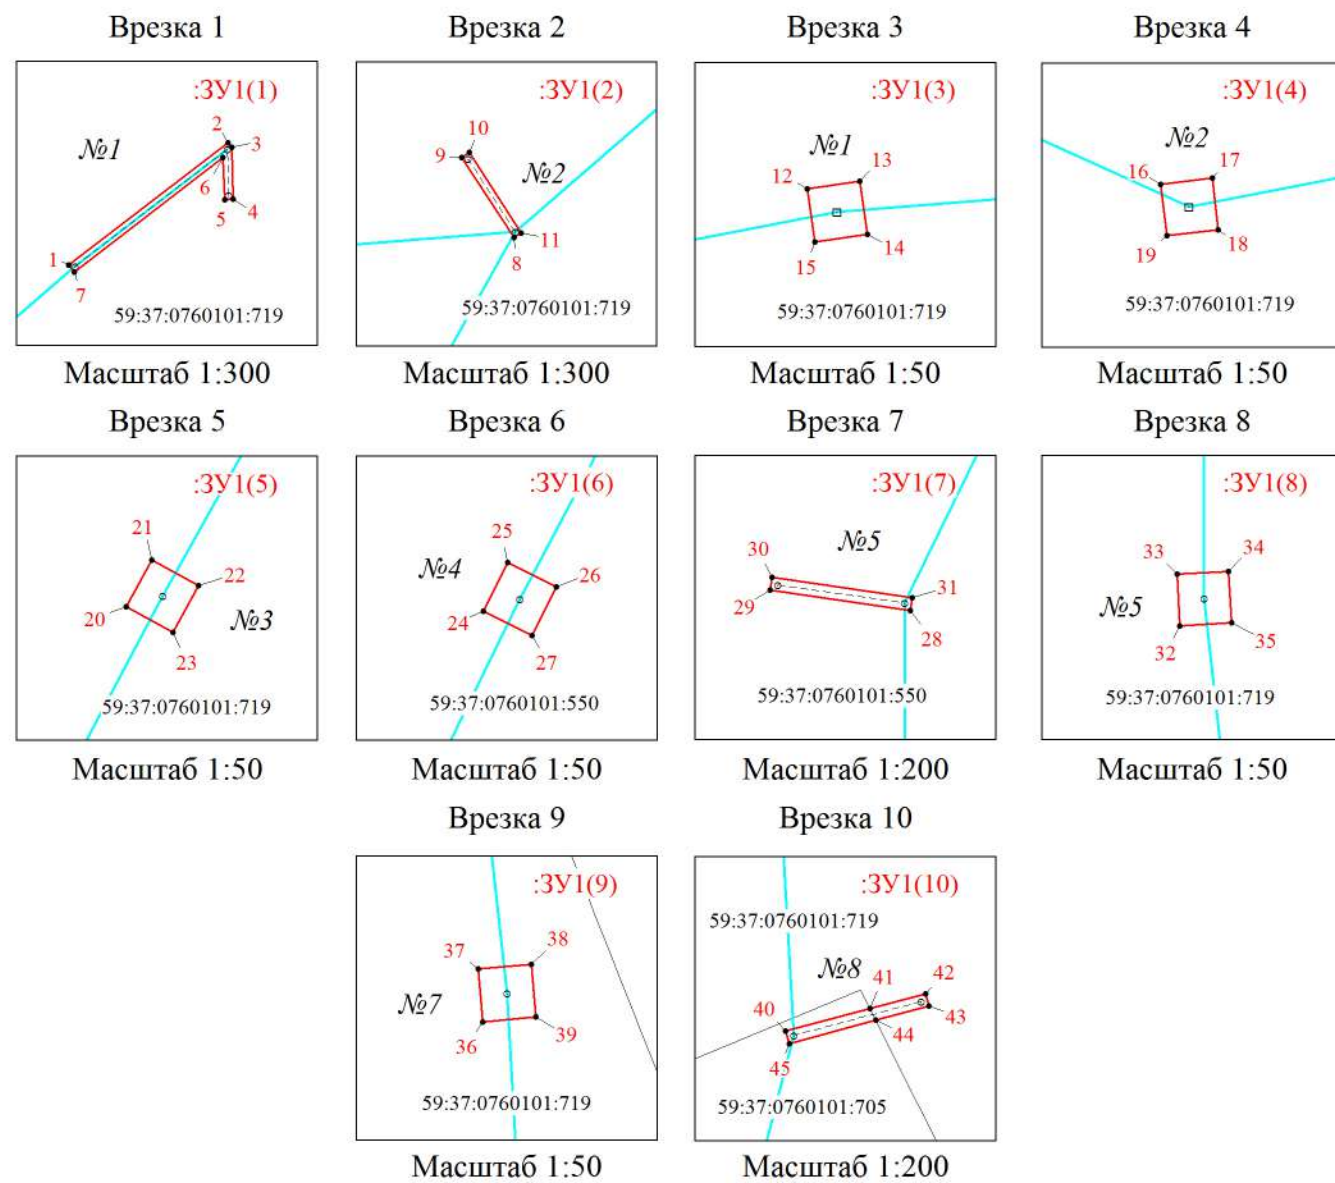 Врезка 1
:ЗУ1(1)
№1
2
3
6
5
4
1
7
59:37:0760101:719
Масштаб 1:300
Врезка 2
:ЗУ1(2)
10
9
№2
11
8
59:37:0760101:719
Масштаб 1:300
Врезка 3
:ЗУ1(3)
№1
12
13
14
15
59:37:0760101:719
Масштаб 1:50
Врезка 4
:ЗУ1(4)
№2
16
17
18
19
59:37:0760101:719
Масштаб 1:50
Врезка 5
:ЗУ1(5)
21
22
20
№3
23
59:37:0760101:719
Масштаб 1:50
Врезка 6
:ЗУ1(6)
25
№4
26
24
27
59:37:0760101:550
Масштаб 1:50
Врезка 7
:ЗУ1(7)
№5
30
31
29
28
59:37:0760101:550
Масштаб 1:200
Врезка 8
:ЗУ1(8)
33
34
№5
32
35
59:37:0760101:719
Масштаб 1:50
Врезка 9
:ЗУ1(9)
37
38
№7
36
39
59:37:0760101:719
Масштаб 1:50
Врезка 10
:ЗУ1(10)
59:37:0760101:719
№8
41
42
40
43
44
45
59:37:0760101:705
Масштаб 1:200